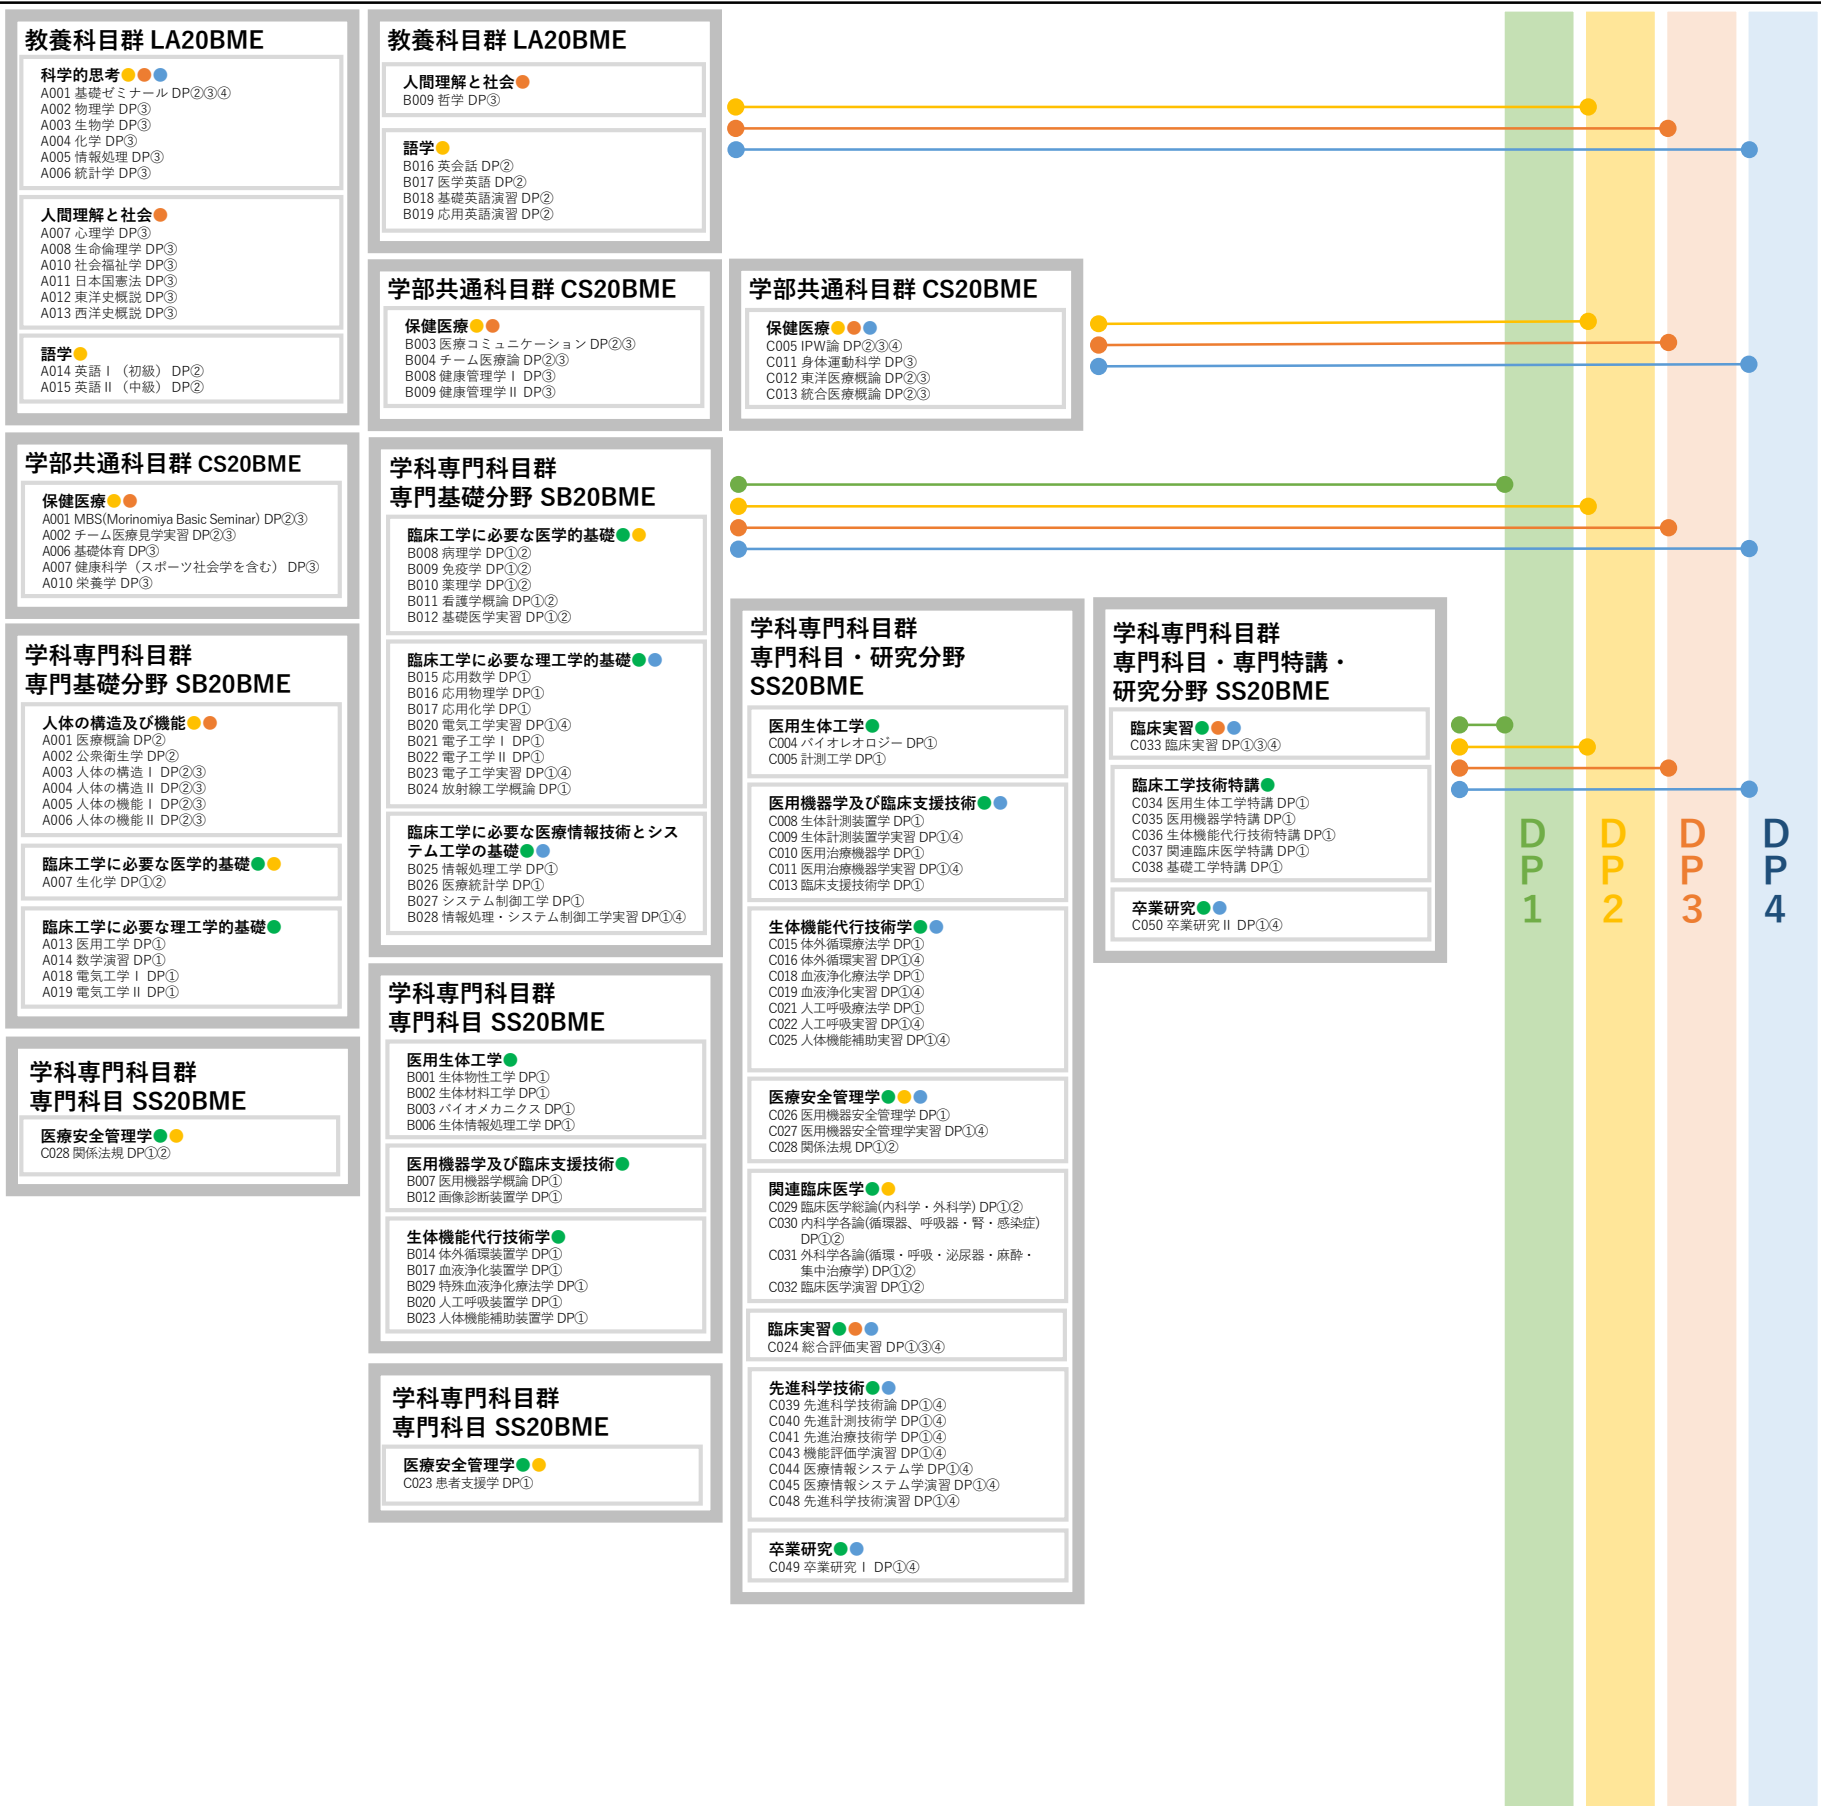 教養科目群 LA20BME
科学的思考
A001 基礎ゼミナール DP②③④
A002 物理学 DP③
A003 生物学 DP③
A004 化学 DP③
A005 情報処理 DP③
A006 統計学 DP③
人間理解と社会
A007 心理学 DP③
A008 生命倫理学 DP③
A010 社会福祉学 DP③
A011 日本国憲法 DP③
A012 東洋史概説 DP③
A013 西洋史概説 DP③
語学
A014 英語Ⅰ（初級） DP②
A015 英語Ⅱ（中級） DP②
学部共通科目群 CS20BME
保健医療
A001 MBS(Morinomiya Basic Seminar) DP②③
A002 チーム医療見学実習 DP②③
A006 基礎体育 DP③
A007 健康科学（スポーツ社会学を含む） DP③
A010 栄養学 DP③
学科専門科目群
専門基礎分野 SB20BME
人体の構造及び機能
A001 医療概論 DP②
A002 公衆衛生学 DP②
A003 人体の構造Ⅰ DP②③
A004 人体の構造Ⅱ DP②③
A005 人体の機能Ⅰ DP②③
A006 人体の機能Ⅱ DP②③
臨床工学に必要な医学的基礎
A007 生化学 DP①②
臨床工学に必要な理工学的基礎
A013 医用工学 DP①
A014 数学演習 DP①
A018 電気工学Ⅰ DP①
A019 電気工学Ⅱ DP①
学科専門科目群
専門科目 SS20BME
医療安全管理学
C028 関係法規 DP①②
教養科目群 LA20BME
人間理解と社会
B009 哲学 DP③
語学
B016 英会話 DP②
B017 医学英語 DP②
B018 基礎英語演習 DP②
B019 応用英語演習 DP②
学部共通科目群 CS20BME
保健医療
B003 医療コミュニケーション DP②③
B004 チーム医療論 DP②③
B008 健康管理学Ⅰ DP③
B009 健康管理学Ⅱ DP③
学科専門科目群
専門基礎分野 SB20BME
臨床工学に必要な医学的基礎
B008 病理学 DP①②
B009 免疫学 DP①②
B010 薬理学 DP①②
B011 看護学概論 DP①②
B012 基礎医学実習 DP①②
臨床工学に必要な理工学的基礎
B015 応用数学 DP①
B016 応用物理学 DP①
B017 応用化学 DP①
B020 電気工学実習 DP①④
B021 電子工学Ⅰ DP①
B022 電子工学Ⅱ DP①
B023 電子工学実習 DP①④
B024 放射線工学概論 DP①
臨床工学に必要な医療情報技術とシス
テム工学の基礎
B025 情報処理工学 DP①
B026 医療統計学 DP①
B027 システム制御工学 DP①
B028 情報処理・システム制御工学実習 DP①④
学科専門科目群
専門科目 SS20BME
医用生体工学
B001 生体物性工学 DP①
B002 生体材料工学 DP①
B003 バイオメカニクス DP①
B006 生体情報処理工学 DP①
医用機器学及び臨床支援技術
B007 医用機器学概論 DP①
B012 画像診断装置学 DP①
生体機能代行技術学
B014 体外循環装置学 DP①
B017 血液浄化装置学 DP①
B029 特殊血液浄化療法学 DP①
B020 人工呼吸装置学 DP①
B023 人体機能補助装置学 DP①
学科専門科目群
専門科目 SS20BME
医療安全管理学
C023 患者支援学 DP①
学部共通科目群 CS20BME
保健医療
C005 IPW論 DP②③④
C011 身体運動科学 DP③
C012 東洋医療概論 DP②③
C013 統合医療概論 DP②③
学科専門科目群
専門科目・研究分野
SS20BME
医用生体工学
C004 バイオレオロジー DP①
C005 計測工学 DP①
医用機器学及び臨床支援技術
C008 生体計測装置学 DP①
C009 生体計測装置学実習 DP①④
C010 医用治療機器学 DP①
C011 医用治療機器学実習 DP①④
C013 臨床支援技術学 DP①
生体機能代行技術学
C015 体外循環療法学 DP①
C016 体外循環実習 DP①④
C018 血液浄化療法学 DP①
C019 血液浄化実習 DP①④
C021 人工呼吸療法学 DP①
C022 人工呼吸実習 DP①④
C025 人体機能補助実習 DP①④
医療安全管理学
C026 医用機器安全管理学 DP①
C027 医用機器安全管理学実習 DP①④
C028 関係法規 DP①②
関連臨床医学
C029 臨床医学総論(内科学・外科学) DP①②
C030 内科学各論(循環器、呼吸器・腎・感染症)
DP①②
C031 外科学各論(循環・呼吸・泌尿器・麻酔・
集中治療学) DP①②
C032 臨床医学演習 DP①②
臨床実習
C024 総合評価実習 DP①③④
先進科学技術
C039 先進科学技術論 DP①④
C040 先進計測技術学 DP①④
C041 先進治療技術学 DP①④
C043 機能評価学演習 DP①④
C044 医療情報システム学 DP①④
C045 医療情報システム学演習 DP①④
C048 先進科学技術演習 DP①④
卒業研究
C049 卒業研究Ⅰ DP①④
学科専門科目群
専門科目・専門特講・
研究分野 SS20BME
臨床実習
C033 臨床実習 DP①③④
臨床工学技術特講
C034 医用生体工学特講 DP①
C035 医用機器学特講 DP①
C036 生体機能代行技術特講 DP①
C037 関連臨床医学特講 DP①
C038 基礎工学特講 DP①
卒業研究
C050 卒業研究Ⅱ DP①④
DP1
DP2
DP3
DP4